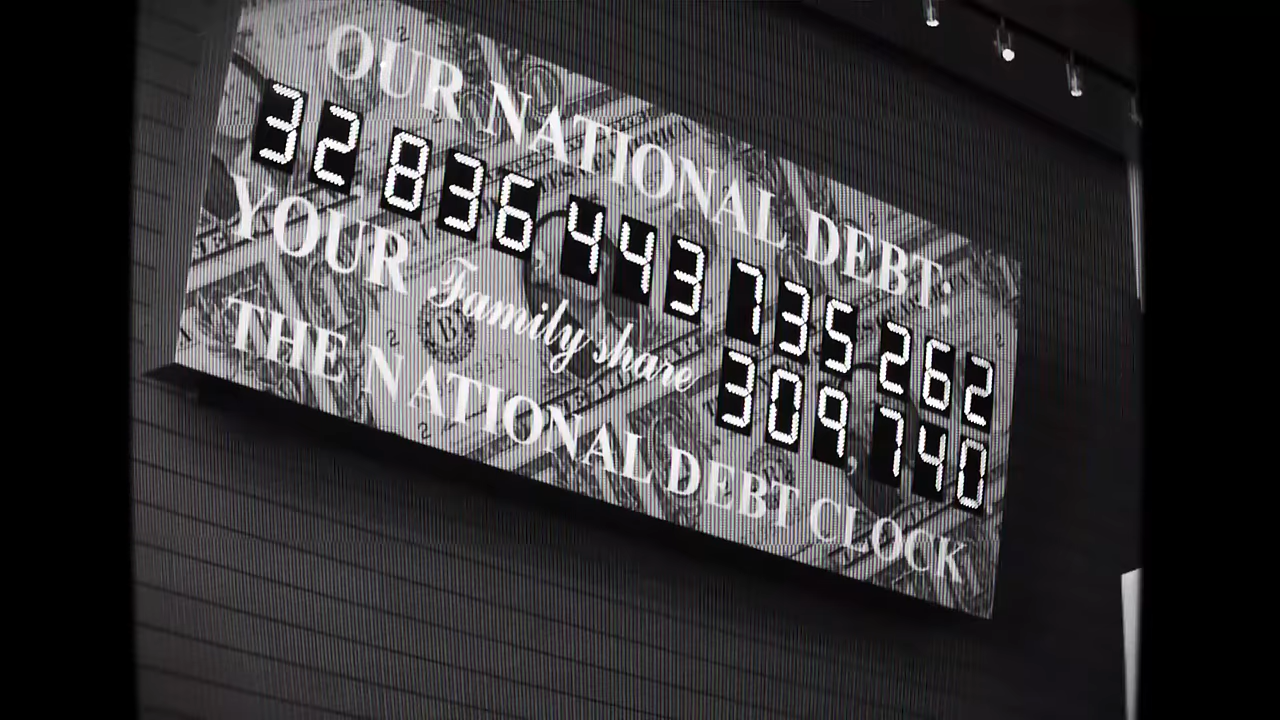 OUR NATIONAL DEBT:
32 836,443 735 262
YOUR Family share 309,740
THE NATIONAL DEBT CLOCK